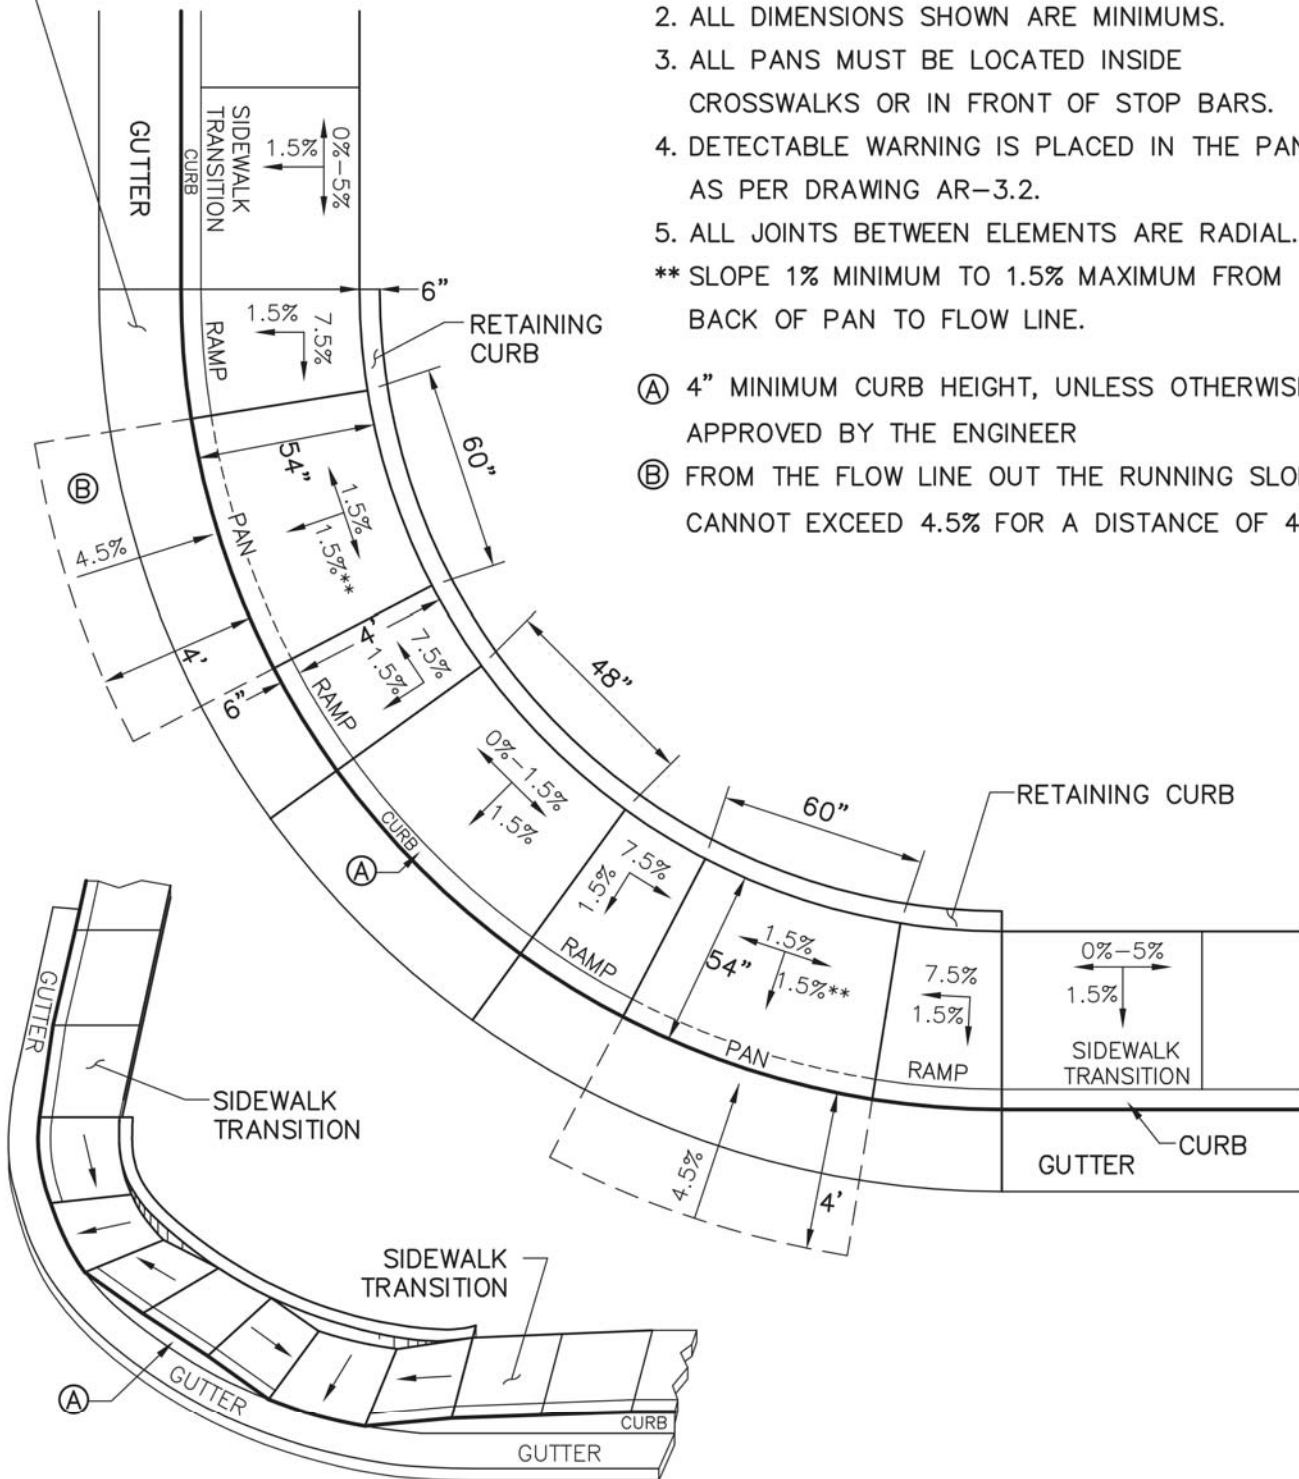 2. ALL DIMENSIONS SHOWN ARE MINIMUMS.
3. ALL PANS MUST BE LOCATED INSIDE
CROSSWALKS OR IN FRONT OF STOP BARS.
4. DETECTABLE WARNING IS PLACED IN THE PAN
AS PER DRAWING AR-3.2.
5. ALL JOINTS BETWEEN ELEMENTS ARE RADIAL.
** SLOPE 1% MINIMUM TO 1.5% MAXIMUM FROM
BACK OF PAN TO FLOW LINE.
Ⓐ 4" MINIMUM CURB HEIGHT, UNLESS OTHERWISE
APPROVED BY THE ENGINEER
Ⓑ FROM THE FLOW LINE OUT THE RUNNING
CANNOT EXCEED 4.5% FOR A DISTANCE OF
GUTTER
CURB
SIDEWALK
TRANSITION
1.5%
0%-5%
6"
RETAINING
CURB
RAMP
1.5%
7.5%
60"
54"
Ⓑ
4.5%
PAN
1.5%
1.5%**
4'
6"
4'
7.5%
1.5%
RAMP
48"
0%-1.5%
1.5%
CURB
Ⓐ
60"
RETAINING CURB
7.5%
1.5%
RAMP
54"
1.5%
1.5%**
PAN
7.5%
1.5%
RAMP
0%-5%
1.5%
SIDEWALK
TRANSITION
4.5%
4'
CURB
GUTTER
GUTTER
SIDEWALK
TRANSITION
SIDEWALK
TRANSITION
Ⓐ
GUTTER
CURB
GUTTER